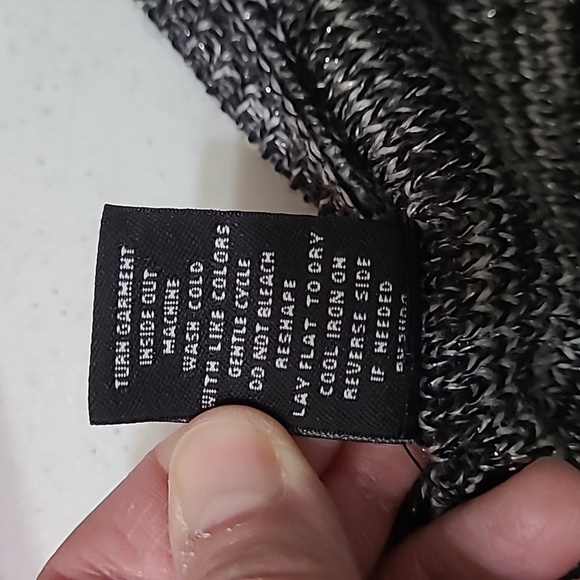 TURN GARMENT
INSIDE OUT
MACHINE
WASH COLD
WITH LIKE COLORS
GENTLE CYCLE
DO NOT BLEACH
RESHAPE
LAY FLAT TO DRY
COOL IRON ON
REVERSE SIDE
IF NEEDED